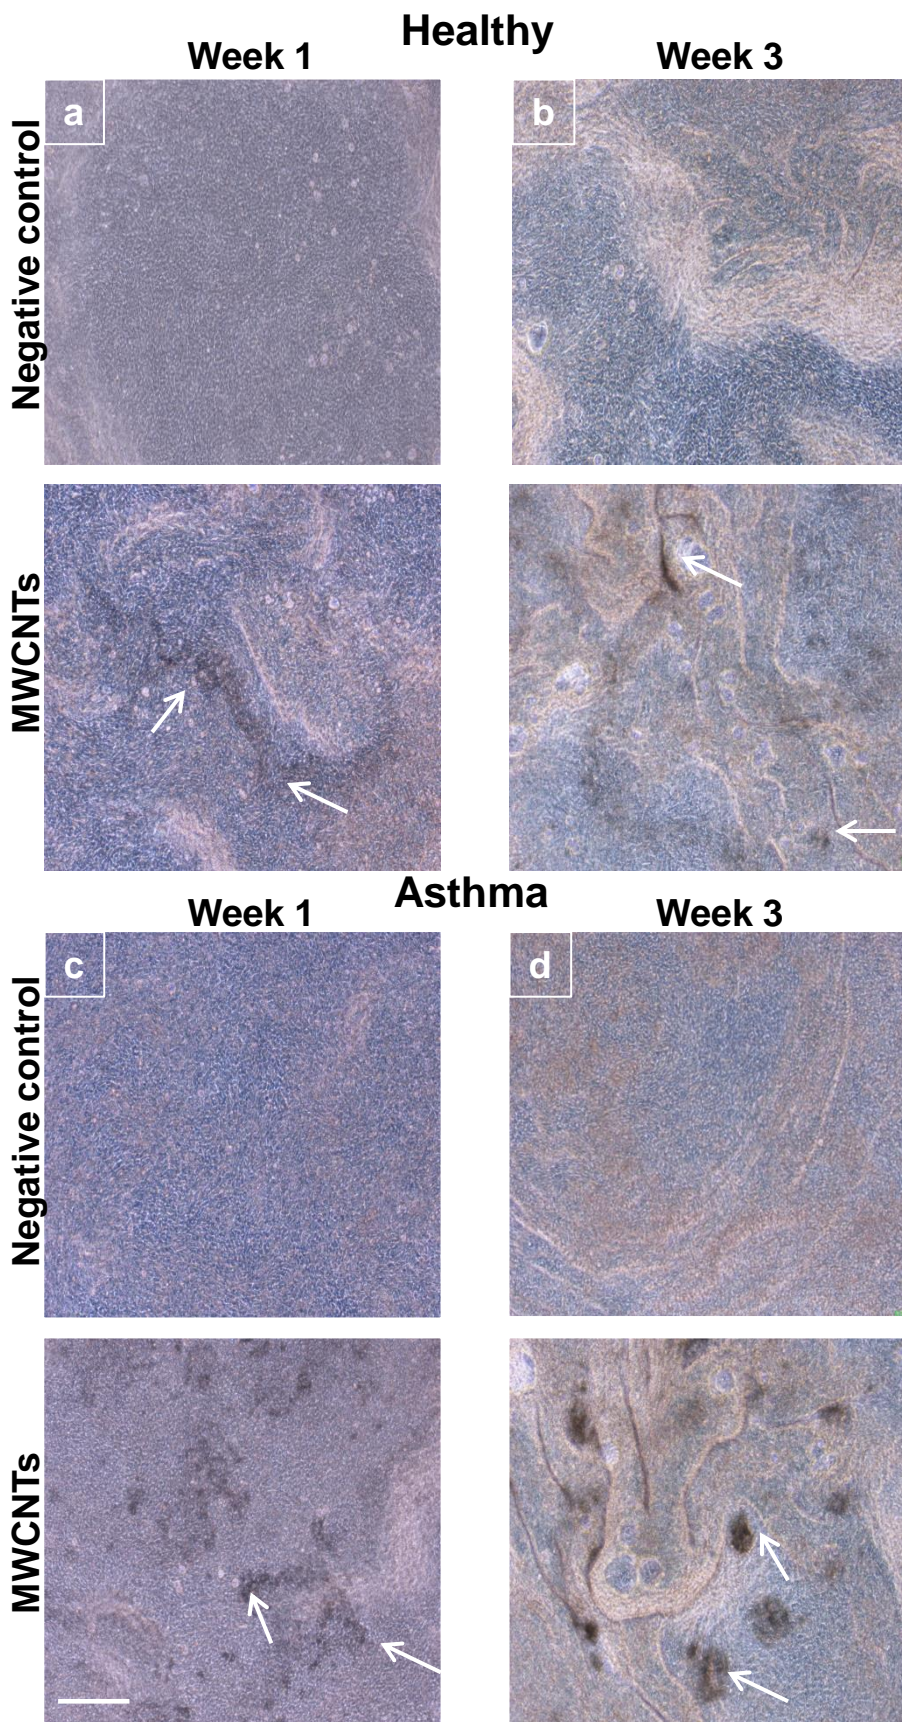 Healthy
Week 1
Week 3
Negative control
a
b
MWCNTs
Asthma
Week 1
Week 3
Negative control
c
d
MWCNTs